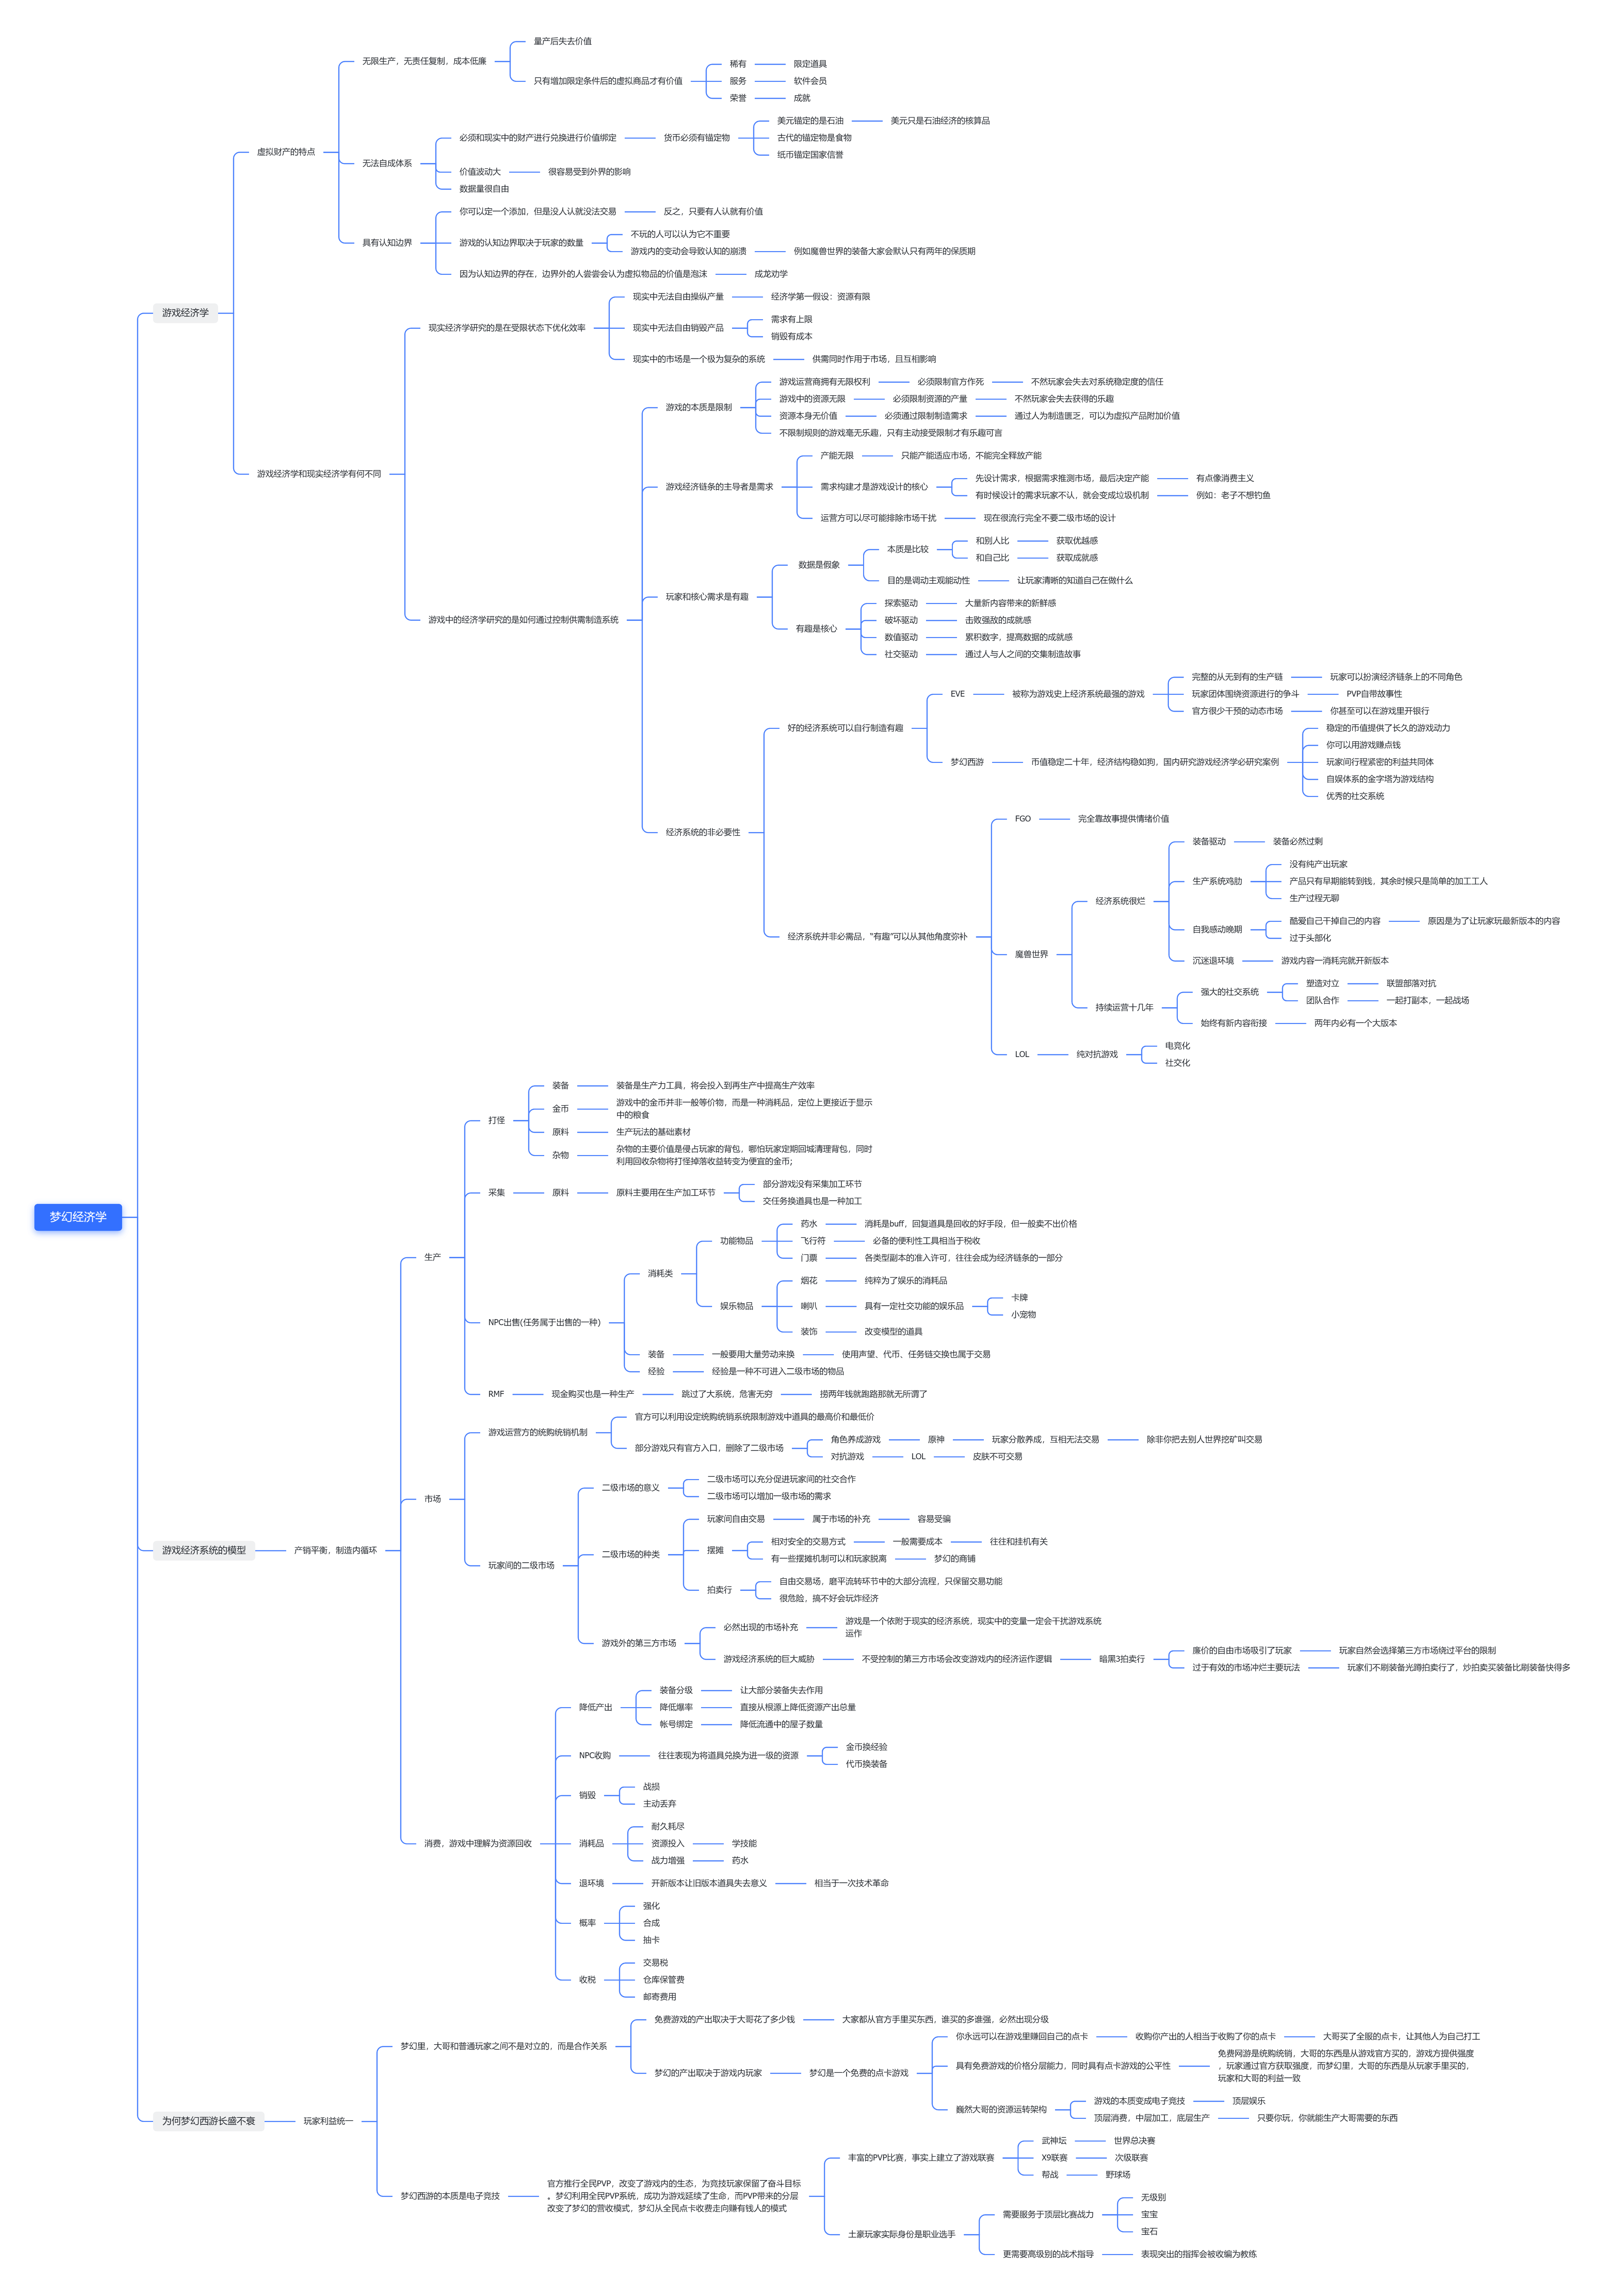 梦幻经济学
游戏经济学
虚拟财产的特点
无限生产，无责任复制，成本低廉
量产后失去价值
只有增加限定条件后的虚拟商品才有价值
稀有
限定道具
服务
软件会员
荣誉
成就
无法自成体系
必须和现实中的财产进行兑换进行价值绑定
货币必须有锚定物
美元锚定的是石油
美元只是石油经济的核算品
古代的锚定物是食物
纸币锚定国家信誉
价值波动大
很容易受到外界的影响
数据量很自由
具有认知边界
你可以定一个添加，但是没人认就没法交易
反之，只要有人认就有价值
游戏的认知边界取决于玩家的数量
不玩的人可以认为它不重要
游戏内的变动会导致认知的崩溃
例如魔兽世界的装备大家会默认只有两年的保质期
因为认知边界的存在，边界外的人尝尝会认为虚拟物品的价值是泡沫
成龙劝学
游戏经济学和现实经济学有何不同
现实经济学研究的是在受限状态下优化效率
现实中无法自由操纵产量
经济学第一假设：资源有限
现实中无法自由销毁产品
需求有上限
销毁有成本
现实中的市场是一个极为复杂的系统
供需同时作用于市场，且互相影响
游戏中的经济学研究的是如何通过控制供需制造系统
游戏的本质是限制
游戏运营商拥有无限权利
必须限制官方作死
不然玩家会失去对系统稳定度的信任
游戏中的资源无限
必须限制资源的产量
不然玩家会失去获得的乐趣
资源本身无价值
必须通过限制制造需求
通过人为制造匮乏，可以为虚拟产品附加价值
不限制规则的游戏毫无乐趣，只有主动接受限制才有乐趣可言
游戏经济链条的主导者是需求
产能无限
只能产能适应市场，不能完全释放产能
需求构建才是游戏设计的核心
先设计需求，根据需求推测市场，最后决定产能
有点像消费主义
有时候设计的需求玩家不认，就会变成垃圾机制
例如：老子不想钓鱼
运营方可以尽可能排除市场干扰
现在很流行完全不要二级市场的设计
玩家和核心需求是有趣
数据是假象
本质是比较
和别人比
获取优越感
和自己比
获取成就感
目的是调动主观能动性
让玩家清晰的知道自己在做什么
有趣是核心
探索驱动
大量新内容带来的新鲜感
破坏驱动
击败强敌的成就感
数值驱动
累积数字，提高数据的成就感
社交驱动
通过人与人之间的交集制造故事
经济系统的非必要性
好的经济系统可以自行制造有趣
EVE
被称为游戏史上经济系统最强的游戏
完整的从无到有的生产链
玩家可以扮演经济链条上的不同角色
玩家团体围绕资源进行的争斗
PVP自带故事性
官方很少干预的动态市场
你甚至可以在游戏里开银行
梦幻西游
币值稳定二十年，经济结构稳如狗，国内研究游戏经济学必研究案例
稳定的币值提供了长久的游戏动力
你可以用游戏赚点钱
玩家间行程紧密的利益共同体
自娱体系的金字塔为游戏结构
优秀的社交系统
经济系统并非必需品，“有趣”可以从其他角度弥补
FGO
完全靠故事提供情绪价值
魔兽世界
经济系统很烂
装备驱动
装备必然过剩
生产系统鸡肋
没有纯产出玩家
产品只有早期能转到钱，其余时候只是简单的加工工人
生产过程无聊
自我感动晚期
酷爱自己干掉自己的内容
原因是为了让玩家玩最新版本的内容
过于头部化
沉迷退环境
游戏内容一消耗完就开新版本
持续运营十几年
强大的社交系统
塑造对立
联盟部落对抗
团队合作
一起打副本，一起战场
始终有新内容衔接
两年内必有一个大版本
LOL
纯对抗游戏
电竞化
社交化
游戏经济系统的模型
产销平衡，制造内循环
生产
打怪
装备
装备是生产力工具，将会投入到再生产中提高生产效率
金币
游戏中的金币并非一般等价物，而是一种消耗品，定位上更接近于显示
中的粮食
原料
生产玩法的基础素材
杂物
杂物的主要价值是侵占玩家的背包，哪怕玩家定期回城清理背包，同时
利用回收杂物将打怪掉落收益转变为便宜的金币；
采集
原料
原料主要用在生产加工环节
部分游戏没有采集加工环节
交任务换道具也是一种加工
NPC出售(任务属于出售的一种)
消耗类
功能物品
药水
消耗是buff，回复道具是回收的好手段，但一般卖不出价格
飞行符
必备的便利性工具相当于税收
门票
各类型副本的准入许可，往往会成为经济链条的一部分
娱乐物品
烟花
纯粹为了娱乐的消耗品
喇叭
具有一定社交功能的娱乐品
卡牌
小宠物
装饰
改变模型的道具
装备
一般要用大量劳动来换
使用声望、代币、任务链交换也属于交易
经验
经验是一种不可进入二级市场的物品
RMF
现金购买也是一种生产
跳过了大系统，危害无穷
捞两年钱就跑路那就无所谓了
市场
游戏运营方的统购统销机制
官方可以利用设定统购统销系统限制游戏中道具的最高价和最低价
部分游戏只有官方入口，删除了二级市场
角色养成游戏
原神
玩家分散养成，互相无法交易
除非你把去别人世界挖矿叫交易
对抗游戏
LOL
皮肤不可交易
玩家间的二级市场
二级市场的意义
二级市场可以充分促进玩家间的社交合作
二级市场可以增加一级市场的需求
二级市场的种类
玩家间自由交易
属于市场的补充
容易受骗
摆摊
相对安全的交易方式
一般需要成本
往往和挂机有关
有一些摆摊机制可以和玩家脱离
梦幻的商铺
拍卖行
自由交易场，磨平流转环节中的大部分流程，只保留交易功能
很危险，搞不好会玩炸经济
游戏外的第三方市场
必然出现的市场补充
游戏是一个依附于现实的经济系统，现实中的变量一定会干扰游戏系统
运作
游戏经济系统的巨大威胁
不受控制的第三方市场会改变游戏内的经济运作逻辑
暗黑3拍卖行
廉价的自由市场吸引了玩家
玩家自然会选择第三方市场绕过平台的限制
过于有效的市场冲烂主要玩法
玩家们不刷装备光蹲拍卖行了，炒拍卖买装备比刷装备快得多
消费，游戏中理解为资源回收
降低产出
装备分级
让大部分装备失去作用
降低爆率
直接从根源上降低资源产出总量
帐号绑定
降低流通中的屋子数量
NPC收购
往往表现为将道具兑换为进一级的资源
金币换经验
代币换装备
销毁
战损
主动丢弃
消耗品
耐久耗尽
资源投入
学技能
战力增强
药水
退环境
开新版本让旧版本道具失去意义
相当于一次技术革命
概率
强化
合成
抽卡
收税
交易税
仓库保管费
邮寄费用
为何梦幻西游长盛不衰
玩家利益统一
梦幻里，大哥和普通玩家之间不是对立的，而是合作关系
免费游戏的产出取决于大哥花了多少钱
大家都从官方手里买东西，谁买的多谁强，必然出现分级
梦幻的产出取决于游戏内玩家
梦幻是一个免费的点卡游戏
你永远可以在游戏里赚回自己的点卡
收购你产出的人相当于收购了你的点卡
大哥买了全服的点卡，让其他人为自己打工
具有免费游戏的价格分层能力，同时具有点卡游戏的公平性
免费网游是统购统销，大哥的东西是从游戏官方买的，游戏方提供强度
，玩家通过官方获取强度，而梦幻里，大哥的东西是从玩家手里买的，
玩家和大哥的利益一致
巍然大哥的资源运转架构
游戏的本质变成电子竞技
顶层娱乐
顶层消费，中层加工，底层生产
只要你玩，你就能生产大哥需要的东西
梦幻西游的本质是电子竞技
官方推行全民PVP，改变了游戏内的生态，为竞技玩家保留了奋斗目标
。梦幻利用全民PVP系统，成功为游戏延续了生命，而PVP带来的分层
改变了梦幻的营收模式，梦幻从全民点卡收费走向赚有钱人的模式
丰富的PVP比赛，事实上建立了游戏联赛
武神坛
世界总决赛
X9联赛
次级联赛
帮战
野球场
土豪玩家实际身份是职业选手
需要服务于顶层比赛战力
无级别
宝宝
宝石
更需要高级别的战术指导
表现突出的指挥会被收编为教练